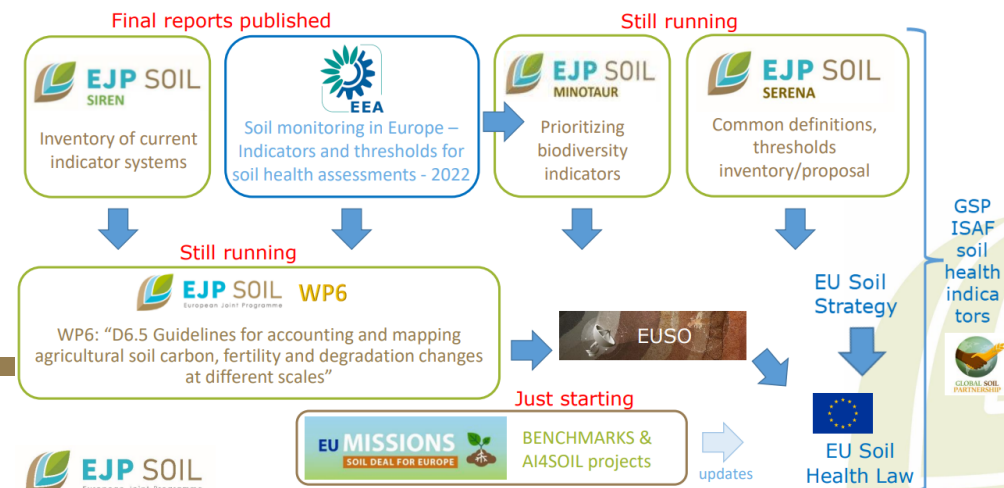 Final reports published
Still running
EJP SOIL
SIREN
Inventory of current
indicator systems
EEA
Soil monitoring in Europe –
Indicators and thresholds for
soil health assessments - 2022
EJP SOIL
MINOTAUR
Prioritizing
biodiversity
indicators
EJP SOIL
SERENA
Common definitions,
thresholds
inventory/proposal
GSP
ISAF
soil
health
indica
tors
GLOBAL SOIL
PARTNERSHIP
Still running
EJP SOIL
European Joint Programme
WP6
WP6: “D6.5 Guidelines for accounting and mapping
agricultural soil carbon, fertility and degradation changes
at different scales”
EUSO
EU Soil
Strategy
Just starting
EU MISSIONS
SOIL DEAL FOR EUROPE
BENCHMARKS &
AI4SOIL projects
updates
EU Soil
Health Law
EJP SOIL
European Joint Programme